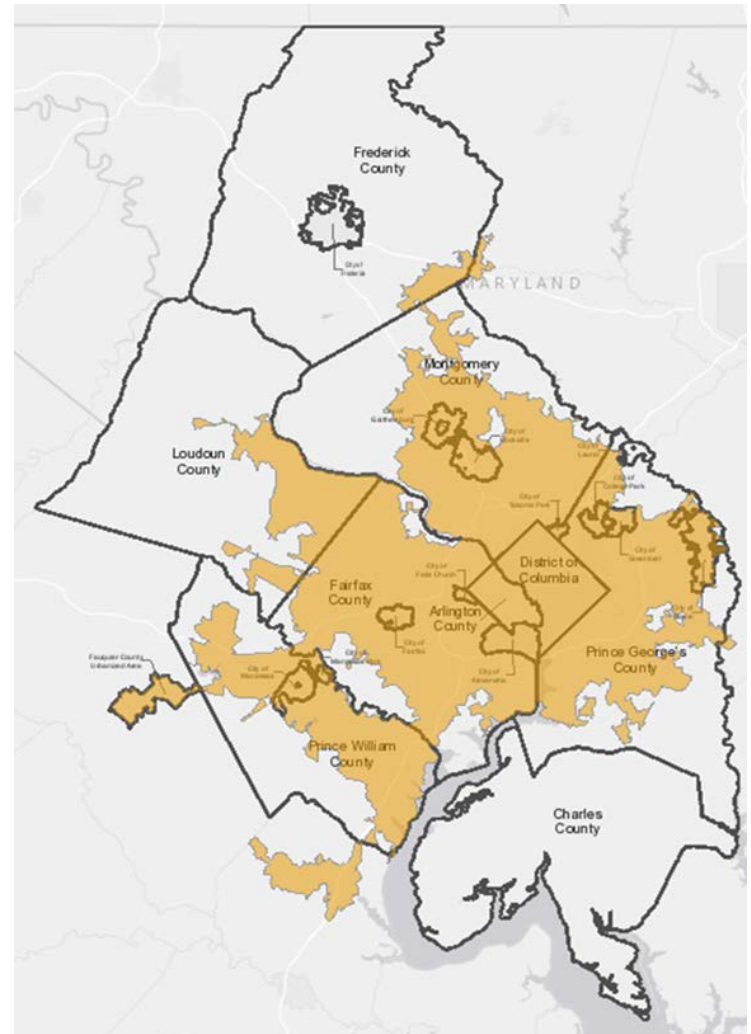 Frederick
County
City of
Frederick
MARYLAND
Montgomery
County
City of
Gaithersburg
City of
Rockville
City of
Laurel
City of
College Park
City of
Takoma Park
Loudoun
County
City of
Greenbelt
City of
Falls Church
District of
Columbia
Fairfax
County
Arlington
County
City of
Fairfax
City of
Bowie
Prince George's
County
City of
Alexandria
Fauquier County
Urbanized Area
City of
Manassas Park
City of
Manassas
Prince William
County
Charles
County